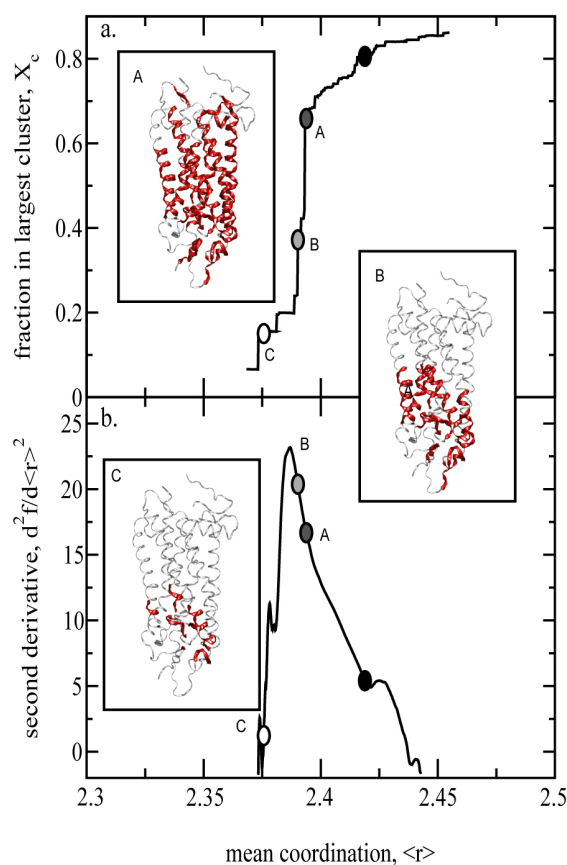 a.
A
0.8
0.6
0.4
0.2
0
fraction in largest cluster, Xc
A
B
C
B
A
b.
25
20
15
10
5
0
second derivative, d²f/d<r>²
C
B
A
C
2.3 2.35 2.4 2.45 2.5
mean coordination, <r>